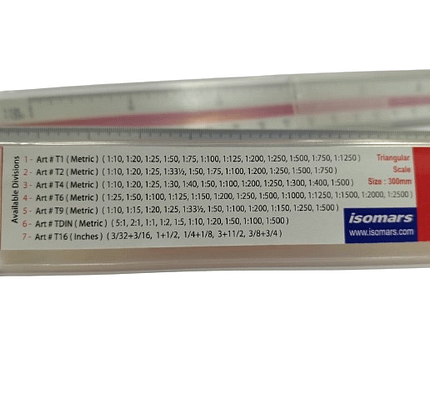 Available Divisions
1 - Art # T1 ( Metric ) ( 1:10, 1:20, 1:25, 1:50, 1:75, 1:100, 1:125, 1:200, 1:250, 1:500, 1:750, 1:1250 )
2 - Art # T2 ( Metric ) ( 1:10, 1:20, 1:25, 1:33⅓, 1:50, 1:75, 1:100, 1:200, 1:250, 1:500, 1:750 )
3 - Art # T4 ( Metric ) ( 1:10, 1:20, 1:25, 1:30, 1:40, 1:50, 1:100, 1:200, 1:250, 1:300, 1:400, 1:500 )
4 - Art # T6 ( Metric ) ( 1:25, 1:50, 1:100, 1:125, 1:150, 1:200, 1:250, 1:500, 1:1000, 1:1250, 1:1500, 1:2000, 1:2500 )
5 - Art # T9 ( Metric ) ( 1:10, 1:15, 1:20, 1:25, 1:33⅓, 1:50, 1:100, 1:200, 1:150, 1:250, 1:500 )
6 - Art # TDIN ( Metric ) ( 5:1, 2:1, 1:1, 1:2, 1:5, 1:10, 1:20, 1:50, 1:100, 1:500 )
7 - Art # T16 ( Inches ) ( 3/32+3/16, 1+1/2, 1/4+1/8, 3+11/2, 3/8+3/4 )
Triangular
Scale
Size : 300mm
isomars
www.isomars.com